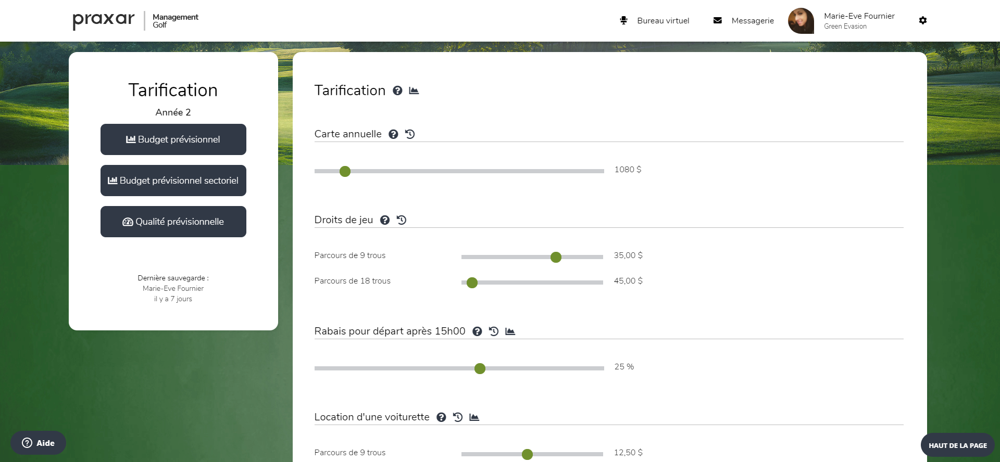 praxar
Management
Golf
Bureau virtuel
Messagerie
Marie-Eve Fournier
Green Evasion
Tarification
Année 2
Budget prévisionnel
Budget prévisionnel sectoriel
Qualité prévisionnelle
Dernière sauvegarde :
Marie-Eve Fournier
il y a 7 jours
Tarification
Carte annuelle
1080 $
Droits de jeu
Parcours de 9 trous 35,00 $
Parcours de 18 trous 45,00 $
Rabais pour départ après 15h00
25 %
Location d'une voiturette
Parcours de 9 trous 12,50 $
Aide
HAUT DE LA PAGE